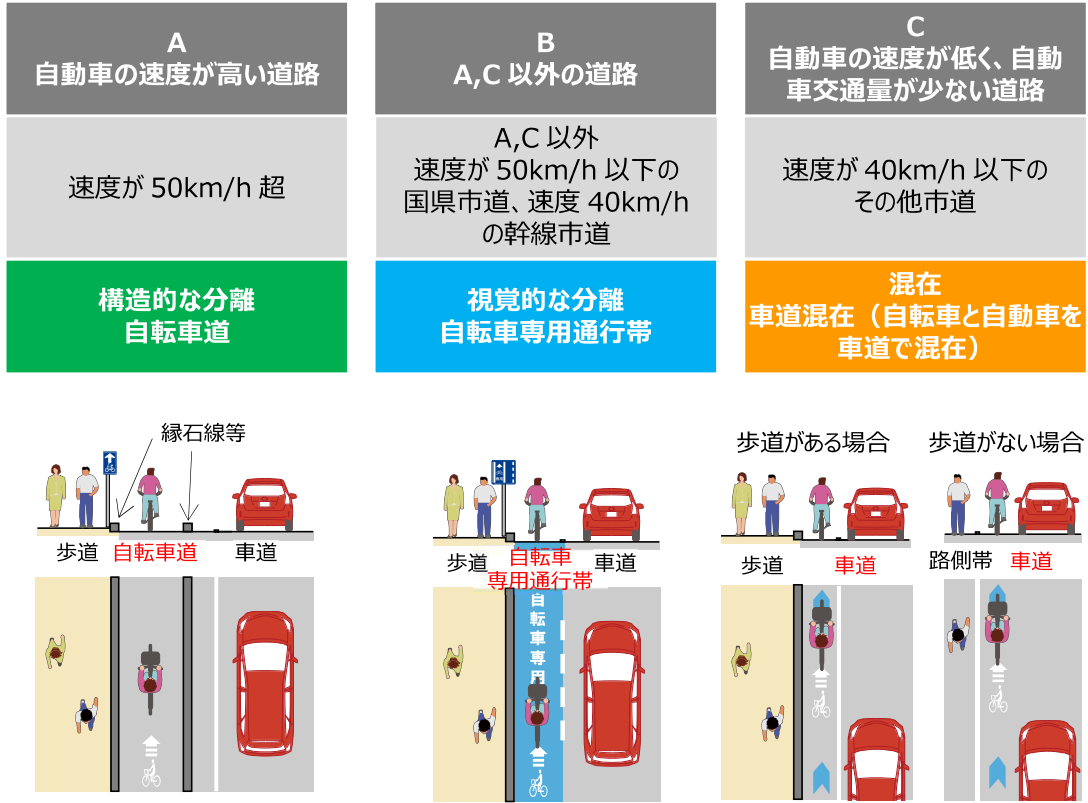 A
自動車の速度が高い道路
速度が 50km/h 超
構造的な分離
自転車道
B
A,C 以外の道路
A,C 以外
速度が 50km/h 以下の
国県市道、速度 40km/h
の幹線市道
視覚的な分離
自転車専用通行帯
C
自動車の速度が低く、自動
車交通量が少ない道路
速度が 40km/h 以下の
その他市道
混在
車道混在（自転車と自動車を
車道で混在）
縁石線等
歩道 自転車道 車道
歩道 自転車
専用通行帯
車道
自転車専用
歩道がある場合
歩道 車道
歩道がない場合
路側帯 車道